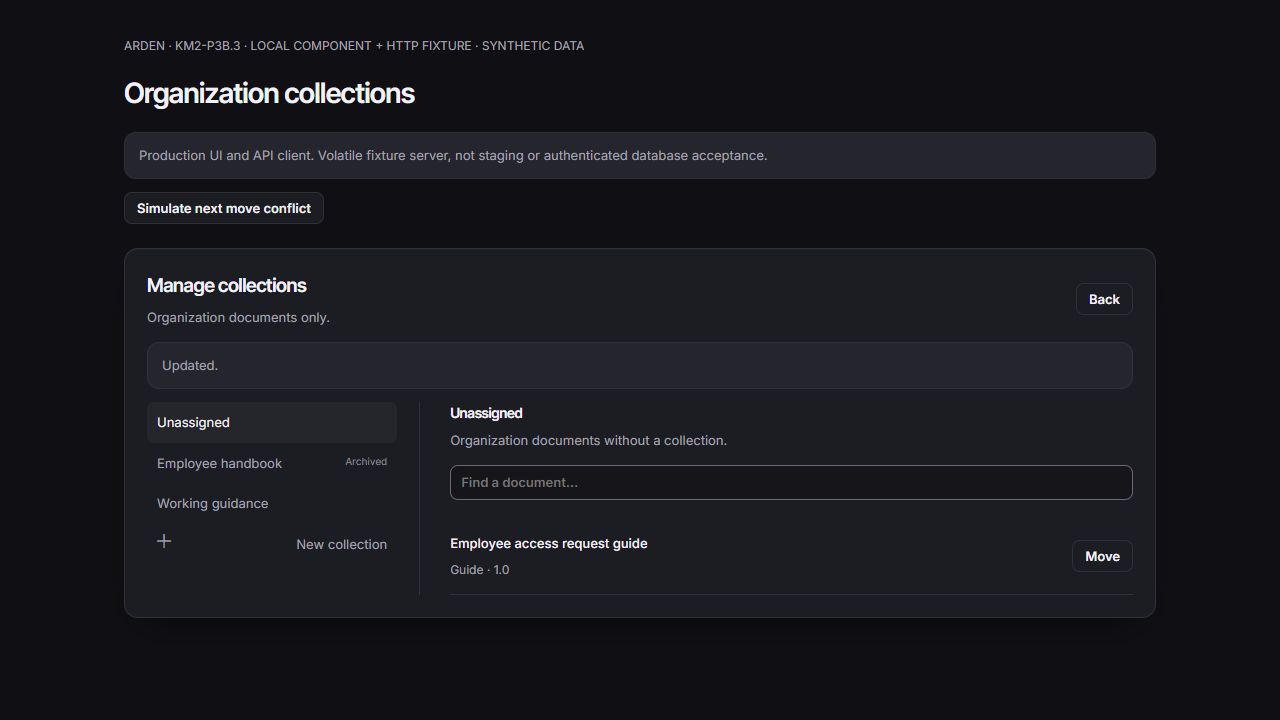 ARDEN · KM2-P3B.3 · LOCAL COMPONENT + HTTP FIXTURE · SYNTHETIC DATA
Organization collections
Production UI and API client. Volatile fixture server, not staging or authenticated database acceptance.
Simulate next move conflict
Manage collections
Organization documents only.
Back
Updated.
Unassigned
Employee handbook
Archived
Working guidance
+
New collection
Unassigned
Organization documents without a collection.
Find a document...
Employee access request guide
Guide · 1.0
Move